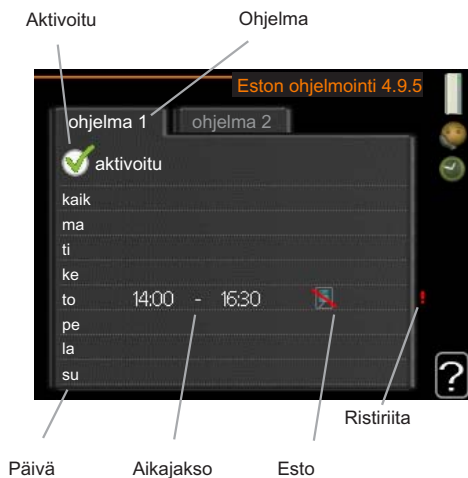 Aktivoitu Ohjelma
Eston ohjelmointi 4.9.5
ohjelma 1 ohjelma 2
aktivoitu
kaik
ma
ti
ke
to 14:00 - 16:30 !
pe
la
su
?
Ristiriita
Päivä Aikajakso Esto